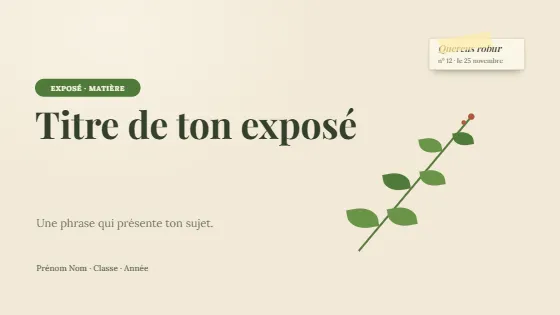 Quercus robur
n° 12 · le 25 novembre
EXPOSÉ · MATIÈRE
Titre de ton exposé
Une phrase qui présente ton sujet.
Prénom Nom · Classe · Année